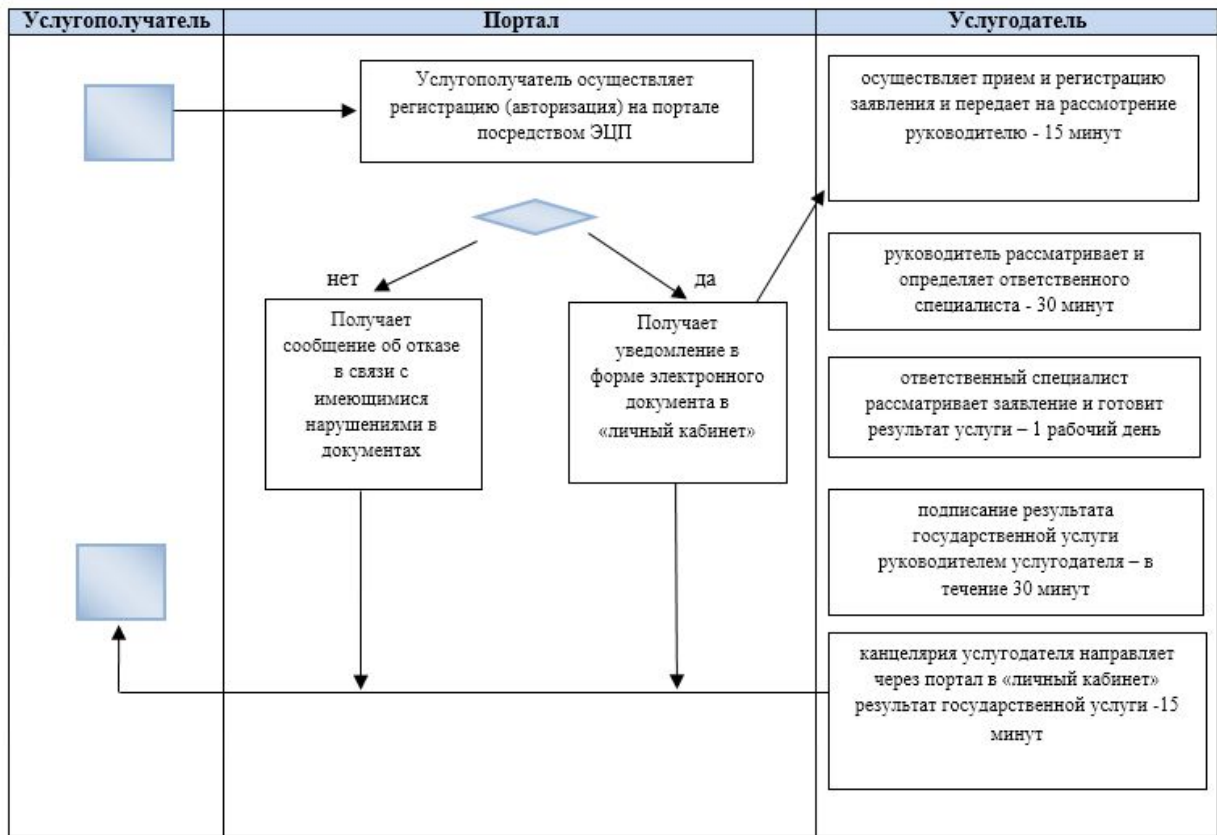 Услугополучатель
Портал
Услугодатель
Услугополучатель осуществляет
регистрацию (авторизация) на портале
посредством ЭЦП
нет
да
Получает
сообщение об отказе
в связи с
имеющимися
нарушениями в
документах
Получает
уведомление в
форме электронного
документа в
«личный кабинет»
осуществляет прием и регистрацию
заявления и передает на рассмотрение
руководителю - 15 минут
руководитель рассматривает и
определяет ответственного
специалиста - 30 минут
ответственный специалист
рассматривает заявление и готовит
результат услуги – 1 рабочий день
подписание результата
государственной услуги
руководителем услугодателя – в
течение 30 минут
канцелярия услугодателя направляет
через портал в «личный кабинет»
результат государственной услуги -15
минут